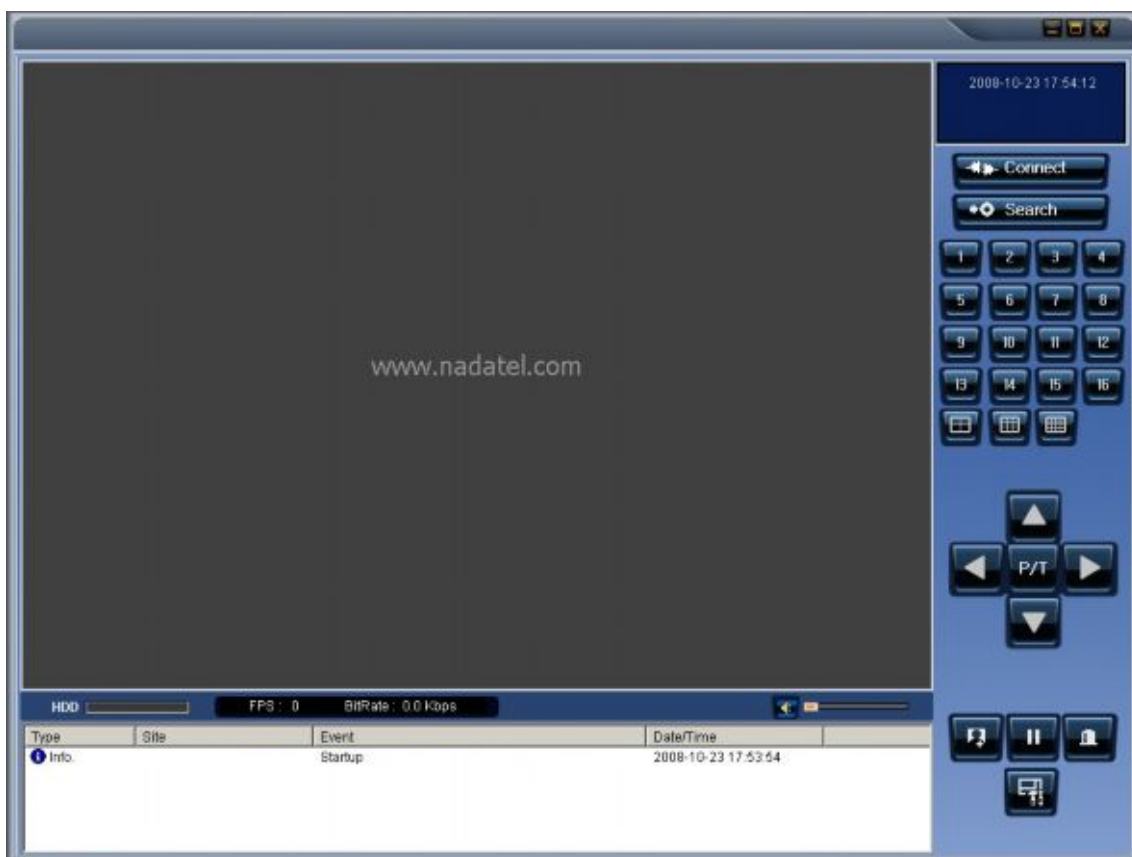 2008-10-23 17:54:12
Connect
Search
1 2 3 4
5 6 7 8
9 10 11 12
13 14 15 16
www.nadatel.com
P/T
HDD FPS : 0 BitRate : 0.0 Kbps
Type Site Event Date/Time
Info. Startup 2008-10-23 17:53:54